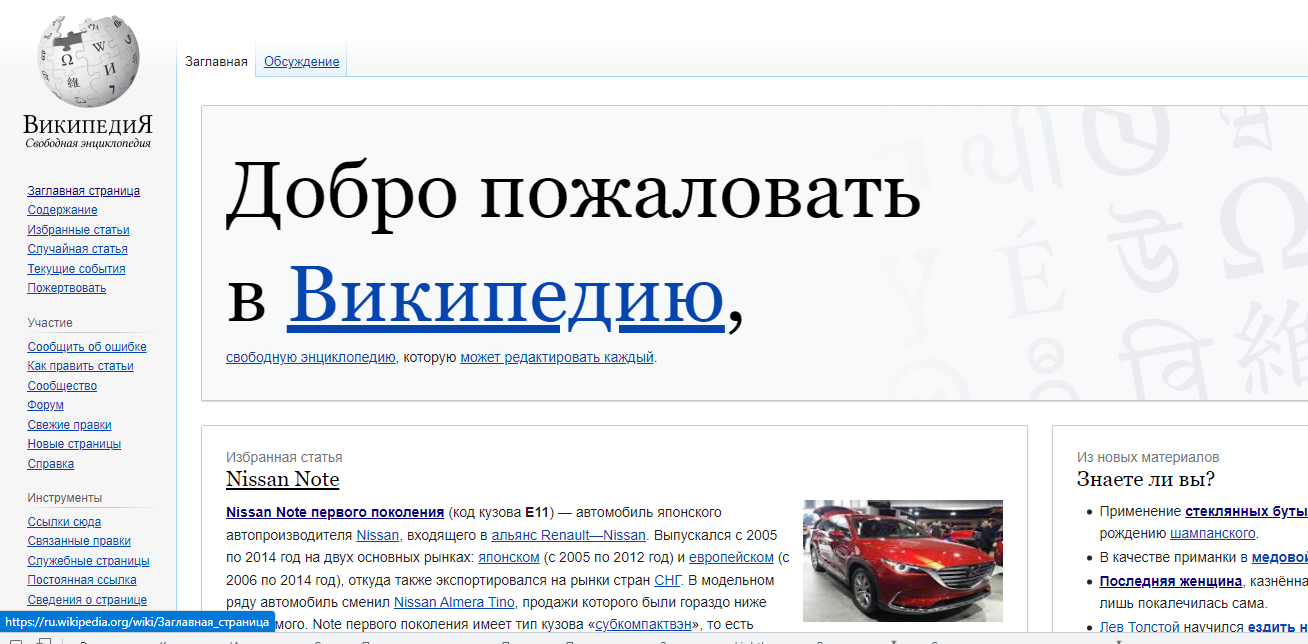 ВикипедиЯ
Свободная энциклопедия
Заглавная страница
Содержание
Избранные статьи
Случайная статья
Текущие события
Пожертвовать
Участие
Сообщить об ошибке
Как править статьи
Сообщество
Форум
Свежие правки
Новые страницы
Справка
Инструменты
Ссылки сюда
Связанные правки
Служебные страницы
Постоянная ссылка
Сведения о странице
https://ru.wikipedia.org/wiki/Заглавная_страница
Заглавная Обсуждение
Добро пожаловать
в Википедию,
свободную энциклопедию, которую может редактировать каждый.
Избранная статья
Nissan Note
Nissan Note первого поколения (код кузова E11) — автомобиль японского
автопроизводителя Nissan, входящего в альянс Renault—Nissan. Выпускался с 2005
по 2014 год на двух основных рынках: японском (с 2005 по 2012 год) и европейском (с
2006 по 2014 год), откуда также экспортировался на рынки стран СНГ. В модельном
ряду автомобиль сменил Nissan Almera Tino, продажи которого были гораздо ниже
мого. Note первого поколения имеет тип кузова «субкомпактвэн», то есть
Из новых материалов
Знаете ли вы?
Применение стеклянных буты
рождению шампанского.
В качестве приманки в медовой
Последняя женщина, казнённа
лишь покалечилась сама.
Лев Толстой научился ездить н